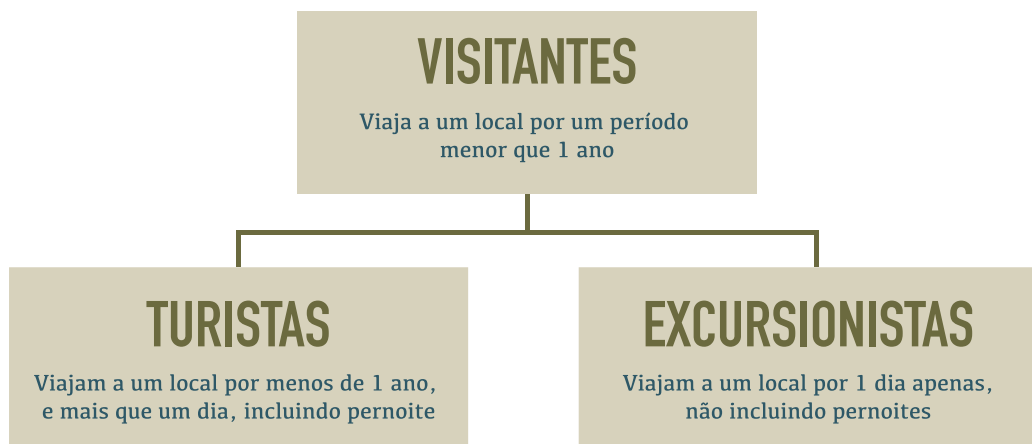 VISITANTES
Viaja a um local por um período
menor que 1 ano
TURISTAS
Viajam a um local por menos de 1 ano,
e mais que um dia, incluindo pernoite
EXCURSIONISTAS
Viajam a um local por 1 dia apenas,
não incluindo pernoites